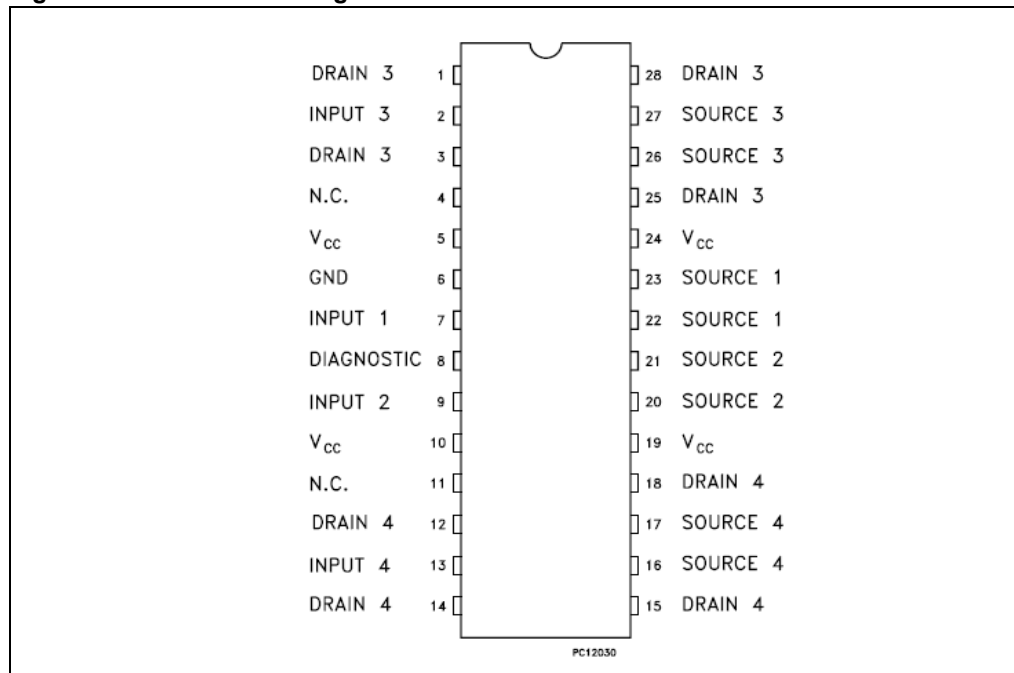 DRAIN 3 1 28 DRAIN 3
INPUT 3 2 27 SOURCE 3
DRAIN 3 3 26 SOURCE 3
N.C. 4 25 DRAIN 3
VCC 5 24 VCC
GND 6 23 SOURCE 1
INPUT 1 7 22 SOURCE 1
DIAGNOSTIC 8 21 SOURCE 2
INPUT 2 9 20 SOURCE 2
VCC 10 19 VCC
N.C. 11 18 DRAIN 4
DRAIN 4 12 17 SOURCE 4
INPUT 4 13 16 SOURCE 4
DRAIN 4 14 15 DRAIN 4
PC12030